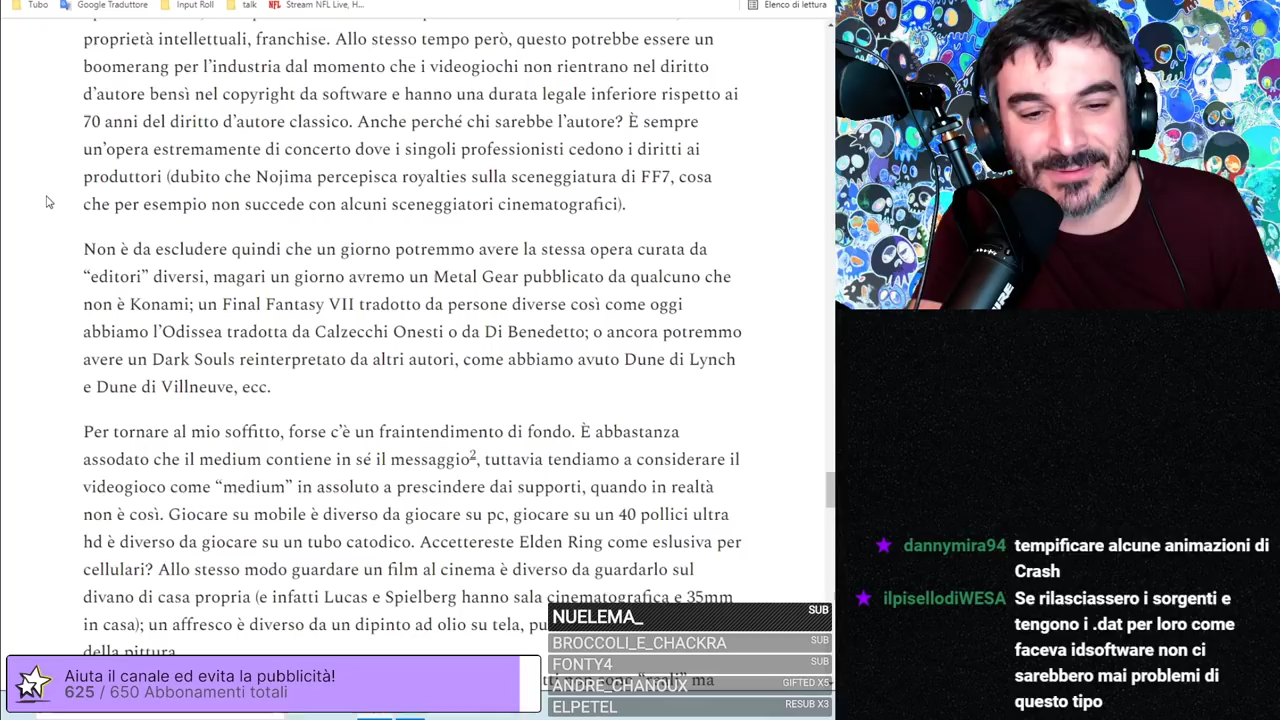 Tubo Google Traduttore Input Roll talk Stream NFL Live, H... Elenco di lettura
proprietà intellettuali, franchise. Allo stesso tempo però, questo potrebbe essere un
boomerang per l'industria dal momento che i videogiochi non rientrano nel diritto
d'autore bensì nel copyright da software e hanno una durata legale inferiore rispetto ai
70 anni del diritto d'autore classico. Anche perché chi sarebbe l'autore? È sempre
un'opera estremamente di concerto dove i singoli professionisti cedono i diritti ai
produttori (dubito che Nojima percepisca royalties sulla sceneggiatura di FF7, cosa
che per esempio non succede con alcuni sceneggiatori cinematografici).
Non è da escludere quindi che un giorno potremmo avere la stessa opera curata da
“editori” diversi, magari un giorno avremo un Metal Gear pubblicato da qualcuno che
non è Konami; un Final Fantasy VII tradotto da persone diverse così come oggi
abbiamo l'Odissea tradotta da Calzecchi Onesti o da Di Benedetto; o ancora potremmo
avere un Dark Souls reinterpretato da altri autori, come abbiamo avuto Dune di Lynch
e Dune di Villneuve, ecc.
Per tornare al mio soffitto, forse c'è un fraintendimento di fondo. È abbastanza
assodato che il medium contiene in sé il messaggio2, tuttavia tendiamo a considerare il
videogioco come “medium” in assoluto a prescindere dai supporti, quando in realtà
non è così. Giocare su mobile è diverso da giocare su pc, giocare su un 40 pollici ultra
hd è diverso da giocare su un tubo catodico. Accettereste Elden Ring come eslusiva per
cellulari? Allo stesso modo guardare un film al cinema è diverso da guardarlo sul
divano di casa propria (e infatti Lucas e Spielberg hanno sala cinematografica e 35mm
in casa); un affresco è diverso da un dipinto ad olio su tela, pu
della pittura
Aiuta il canale ed evita la pubblicità!
625 / 650 Abbonamenti totali
NUELEMA_ SUB
BROCCOLI_E_CHACKRA SUB
FONTY4 SUB
ANDRE_CHANOUX GIFTED X5
ELPETEL RESUB X3
dannymira94 tempificare alcune animazioni di
Crash
ilpisellodiWESA Se rilasciassero i sorgenti e
tengono i .dat per loro come
faceva idsoftware non ci
sarebbero mai problemi di
questo tipo